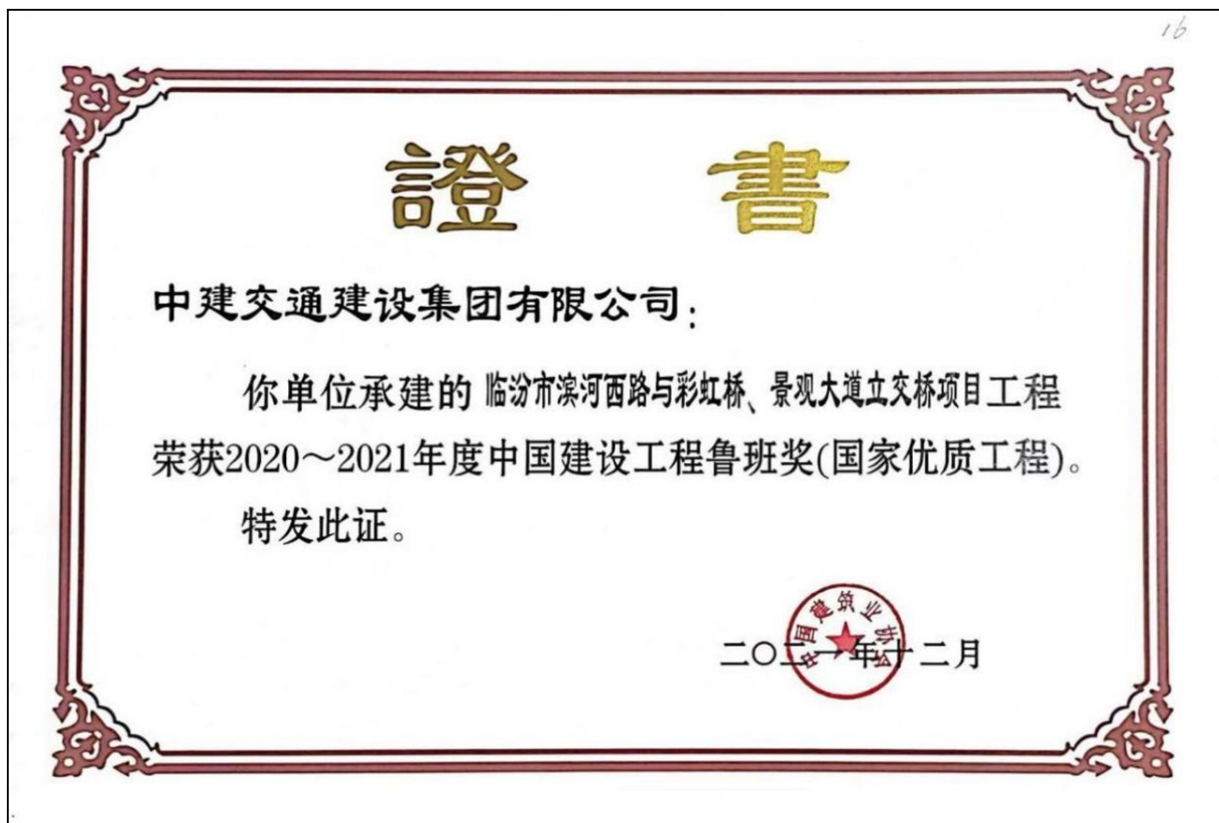 16
證 書
中建交通建设集团有限公司：
你单位承建的 临汾市滨河西路与彩虹桥、景观大道立交桥项目工程
荣获2020～2021年度中国建设工程鲁班奖(国家优质工程)。
特发此证。
中国建筑业协会
二〇二一年十二月